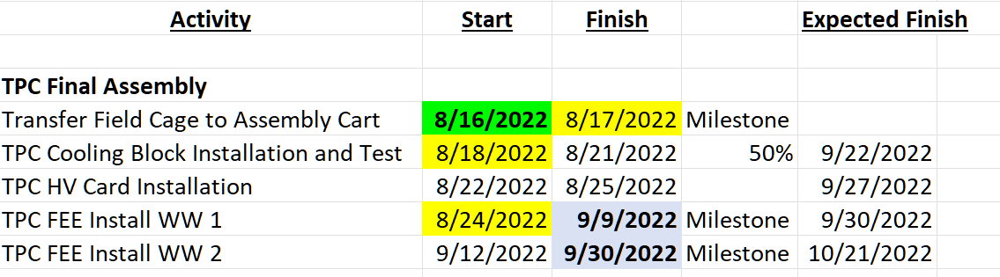 Activity Start Finish Expected Finish
TPC Final Assembly
Transfer Field Cage to Assembly Cart 8/16/2022 8/17/2022 Milestone
TPC Cooling Block Installation and Test 8/18/2022 8/21/2022 50% 9/22/2022
TPC HV Card Installation 8/22/2022 8/25/2022 9/27/2022
TPC FEE Install WW 1 8/24/2022 9/9/2022 Milestone 9/30/2022
TPC FEE Install WW 2 9/12/2022 9/30/2022 Milestone 10/21/2022